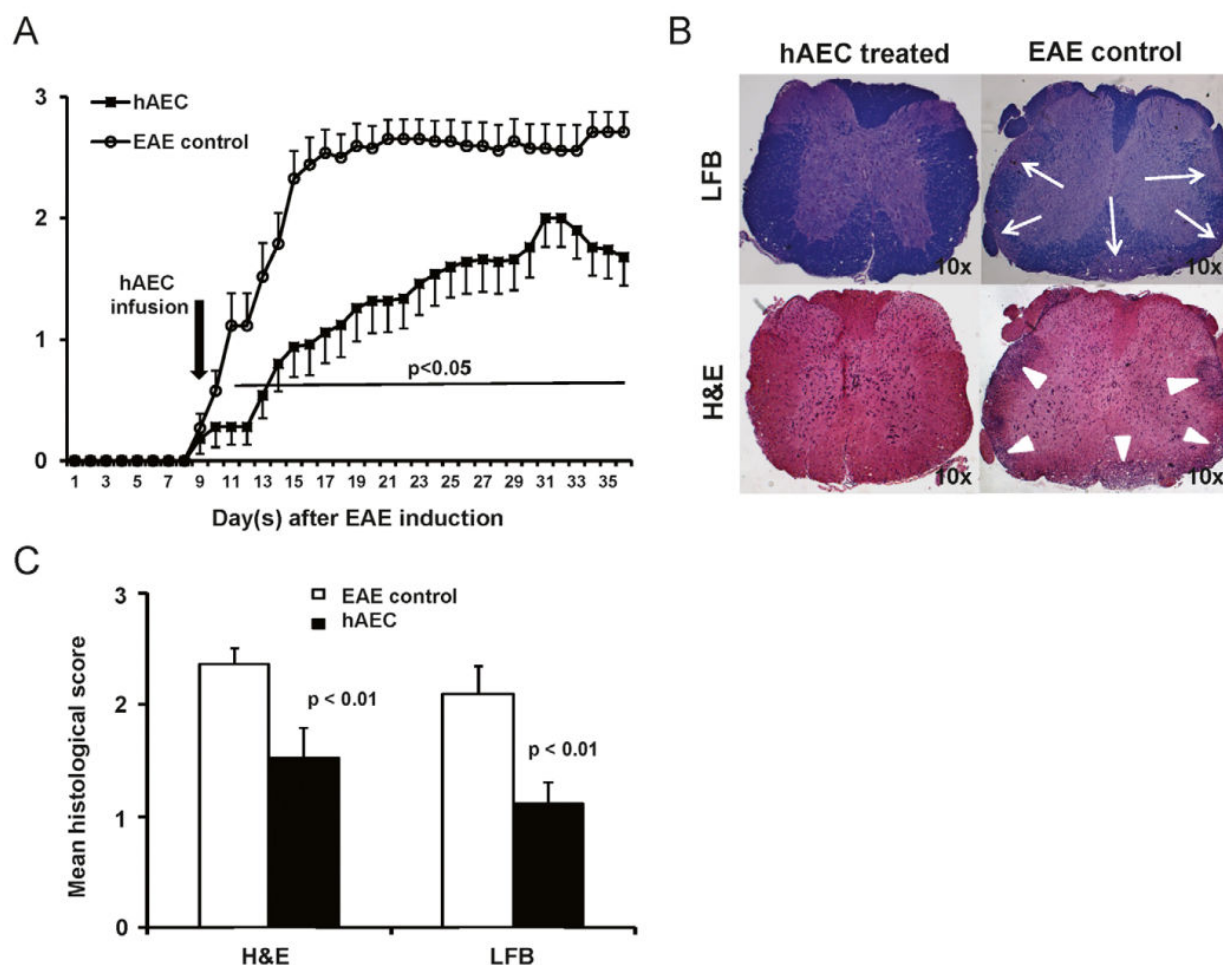 A
3
2
1
0
hAEC
EAE control
hAEC
infusion
p<0.05
1 3 5 7 9 11 13 15 17 19 21 23 25 27 29 31 33 35
Day(s) after EAE induction
B
hAEC treated EAE control
LFB
10x 10x
H&E
10x 10x
C
Mean histological score
3
2
1
0
EAE control
hAEC
p < 0.01
p < 0.01
H&E LFB